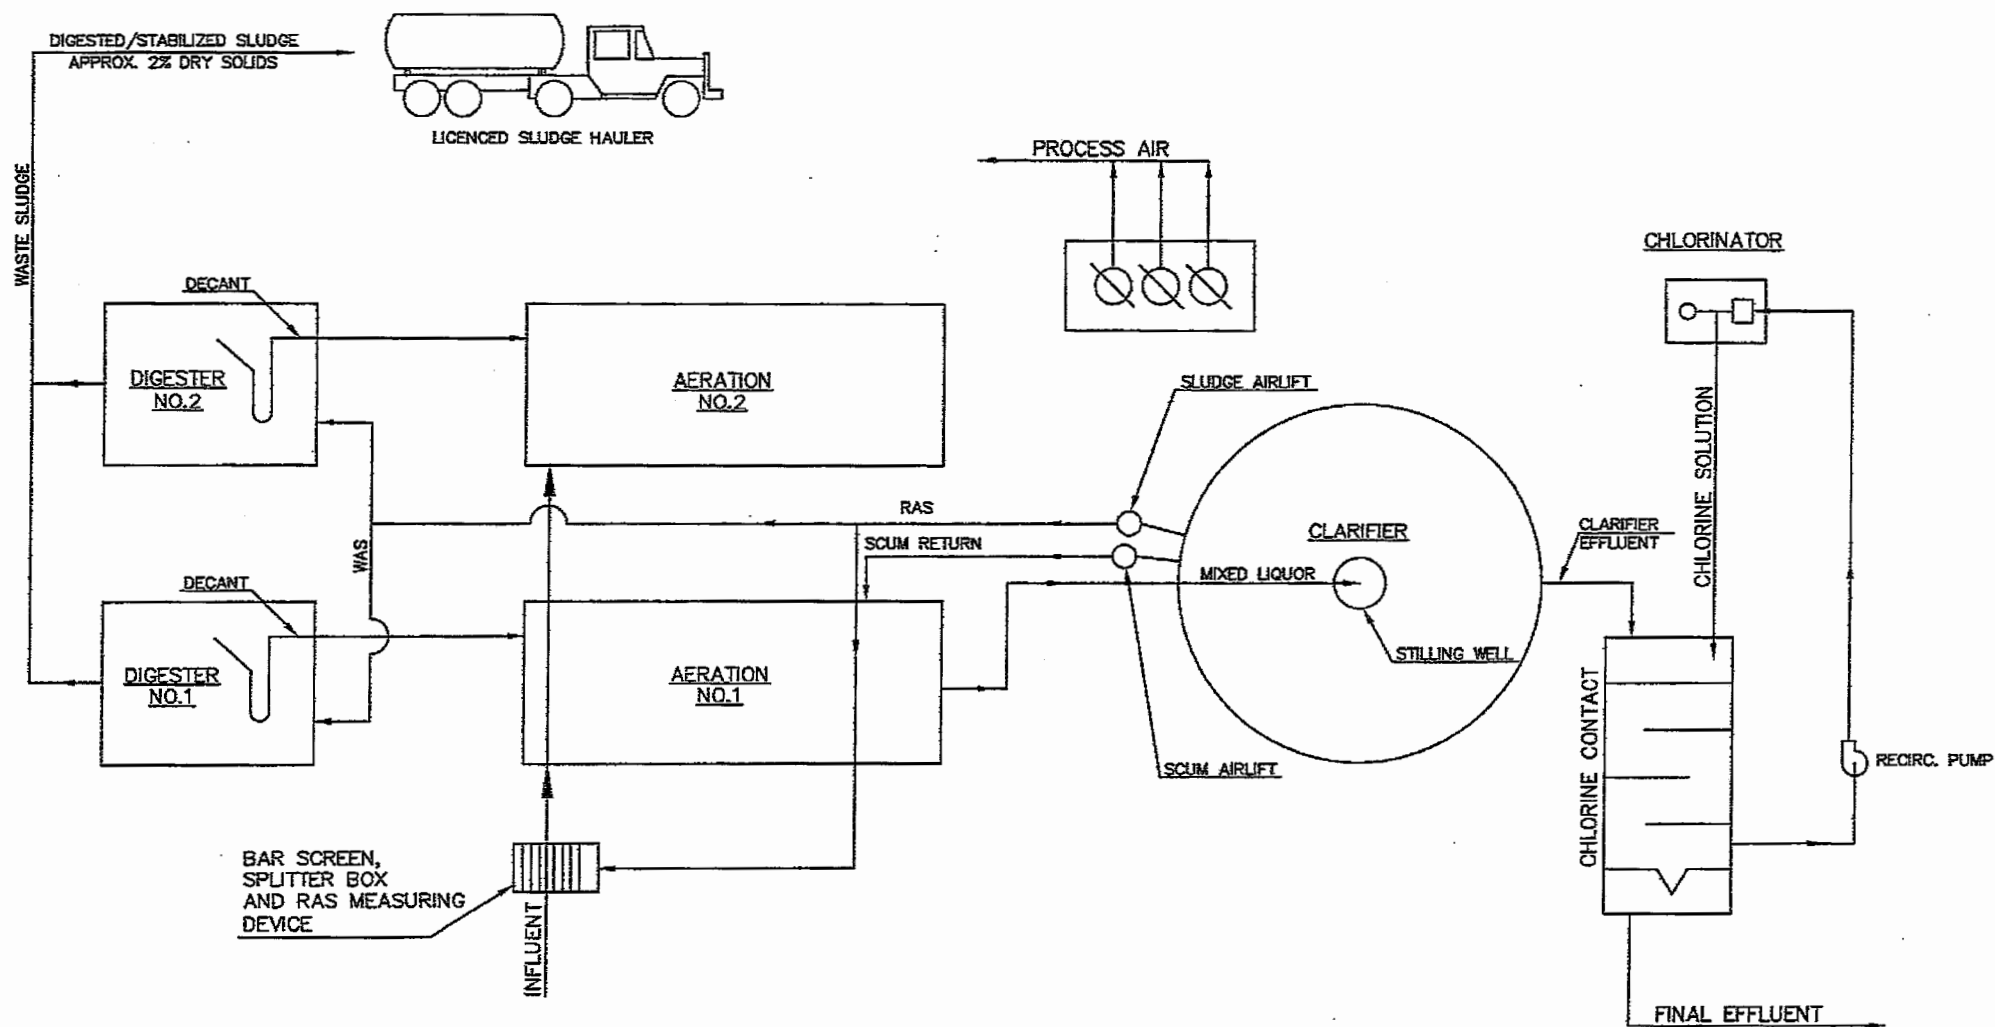 DIGESTED/STABILIZED SLUDGE
APPROX. 2% DRY SOLIDS
LICENCED SLUDGE HAULER
WASTE SLUDGE
PROCESS AIR
CHLORINATOR
DECANT
DIGESTER
NO.2
AERATION
NO.2
SLUDGE AIRLIFT
CHLORINE SOLUTION
RAS
SCUM RETURN
WAS
CLARIFIER
MIXED LIQUOR
CLARIFIER
EFFLUENT
DECANT
DIGESTER
NO.1
AERATION
NO.1
STILLING WELL
SCUM AIRLIFT
CHLORINE CONTACT
RECIRC. PUMP
BAR SCREEN,
SPLITTER BOX
AND RAS MEASURING
DEVICE
INFLUENT
FINAL EFFLUENT